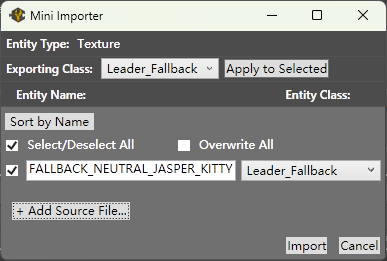 Mini Importer
Entity Type: Texture
Exporting Class: Leader_Fallback Apply to Selected
Entity Name: Entity Class:
Sort by Name
Select/Deselect All Overwrite All
FALLBACK_NEUTRAL_JASPER_KITTY Leader_Fallback
+ Add Source File...
Import Cancel